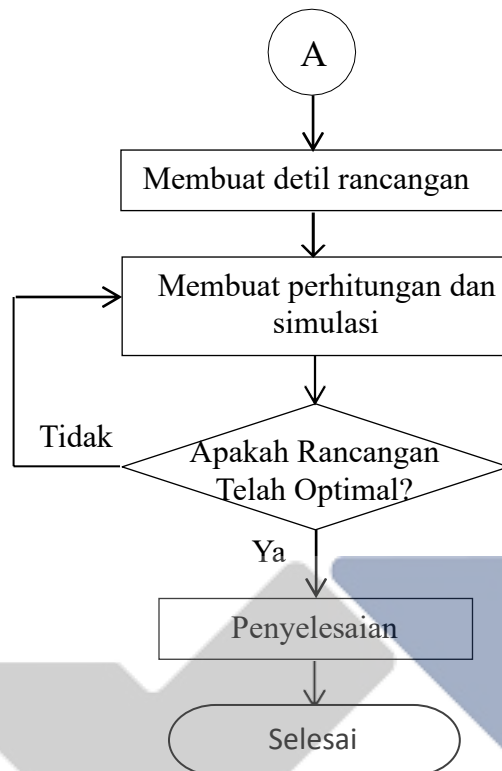 A
Membuat detil rancangan
Membuat perhitungan dan
simulasi
Tidak
Apakah Rancangan
Telah Optimal?
Ya
Penyelesaian
Selesai